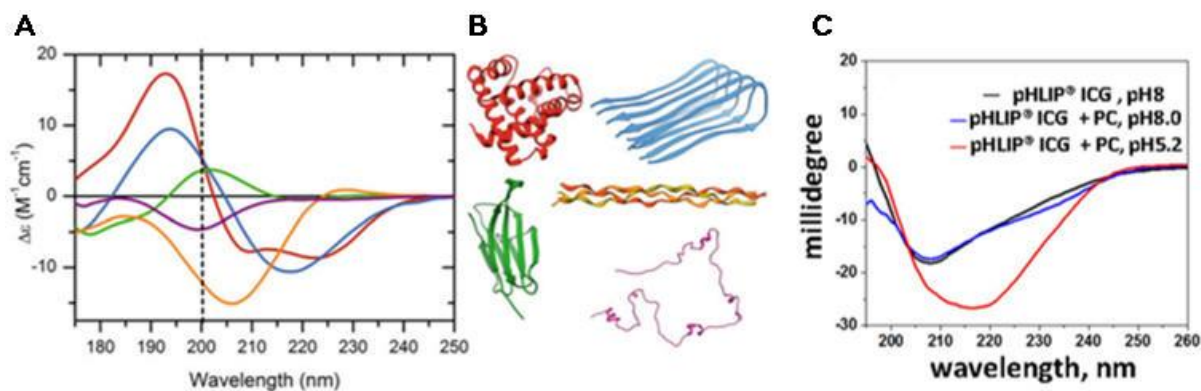 A
20
10
0
-10
Δε (M⁻¹cm⁻¹)
180 190 200 210 220 230 240 250
Wavelength (nm)
B
C
20
10
0
-10
-20
-30
millidegree
pHLIP® ICG , pH8
pHLIP® ICG + PC, pH8.0
pHLIP® ICG + PC, pH5.2
200 210 220 230 240 250 260
wavelength, nm